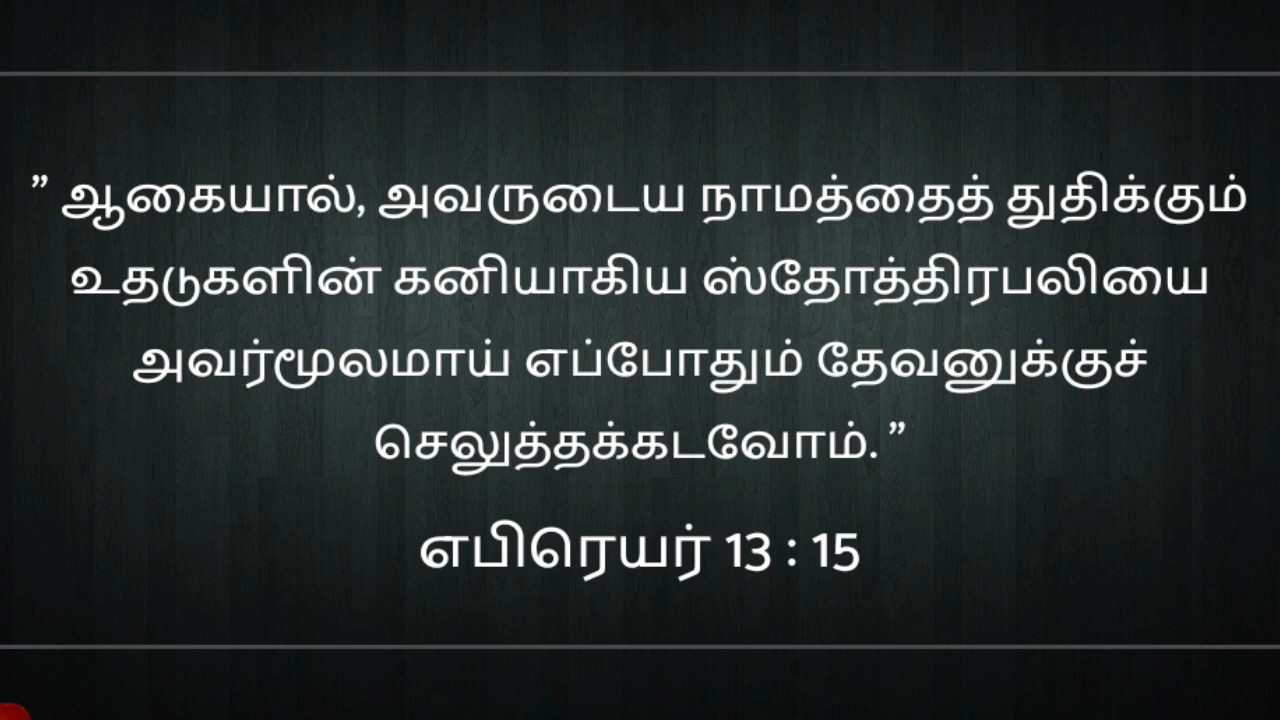 ” ஆகையால், அவருடைய நாமத்தைத் துதிக்கும்
உதடுகளின் கனியாகிய ஸ்தோத்திரபலியை
அவர்மூலமாய் எப்போதும் தேவனுக்குச்
செலுத்தக்கடவோம். ”
எபிரெயர் 13 : 15